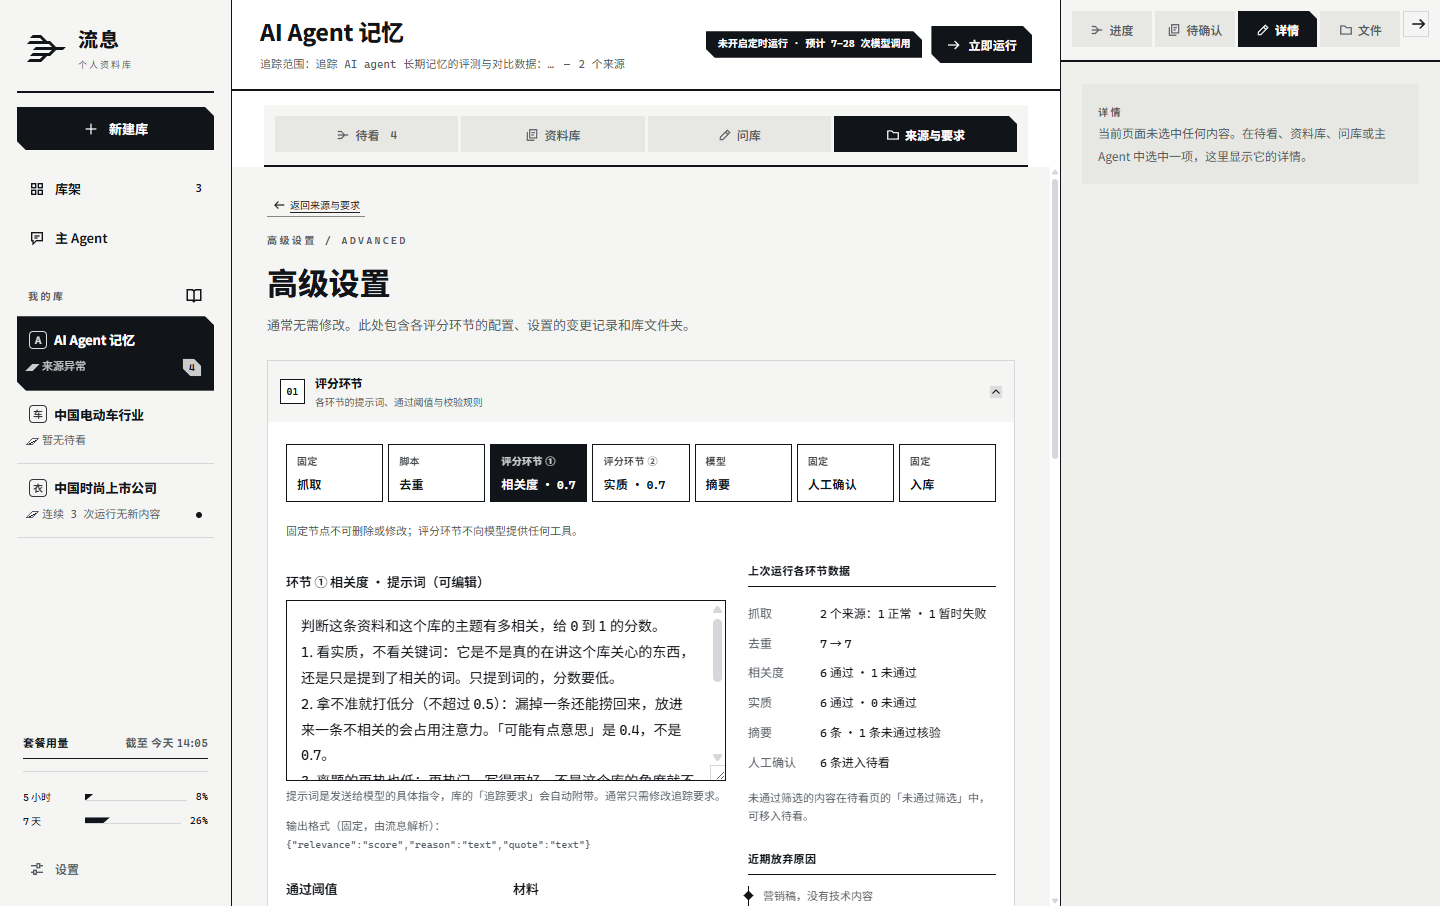 流息
个人资料库
新建库
库架 3
主 Agent
我的库
A AI Agent 记忆
来源异常 4
车 中国电动车行业
暂无待看
衣 中国时尚上市公司
连续 3 次运行无新内容
套餐用量 截至 今天 14:05
5 小时 8%
7 天 26%
设置
AI Agent 记忆
追踪范围：追踪 AI agent 长期记忆的评测与对比数据：… — 2 个来源
未开启定时运行 · 预计 7–28 次模型调用
立即运行
待看 4
资料库
问库
来源与要求
返回来源与要求
高级设置 / ADVANCED
高级设置
通常无需修改。此处包含各评分环节的配置、设置的变更记录和库文件夹。
01 评分环节
各环节的提示词、通过阈值与校验规则
固定
抓取
脚本
去重
评分环节 ①
相关度 · 0.7
评分环节 ②
实质 · 0.7
模型
摘要
固定
人工确认
固定
入库
固定节点不可删除或修改；评分环节不向模型提供任何工具。
环节 ① 相关度 · 提示词（可编辑）
判断这条资料和这个库的主题有多相关，给 0 到 1 的分数。
1. 看实质，不看关键词：它是不是真的在讲这个库关心的东西，
还是只是提到了相关的词。只提到词的，分数要低。
2. 拿不准就打低分（不超过 0.5）：漏掉一条还能捞回来，放进
来一条不相关的会占用注意力。「可能有点意思」是 0.4，不是
0.7。
3. 离题的再热也低：再热门、写得再好，不是这个库的角度就不
提示词是发送给模型的具体指令，库的「追踪要求」会自动附带。通常只需修改追踪要求。
输出格式（固定，由流息解析）：
{"relevance":"score","reason":"text","quote":"text"}
通过阈值
材料
上次运行各环节数据
抓取 2 个来源：1 正常 · 1 暂时失败
去重 7 → 7
相关度 6 通过 · 1 未通过
实质 6 通过 · 0 未通过
摘要 6 条 · 1 条未通过核验
人工确认 6 条进入待看
未通过筛选的内容在待看页的「未通过筛选」中，
可移入待看。
近期放弃原因
营销稿，没有技术内容
进度
待确认
详情
文件
详情
当前页面未选中任何内容。在待看、资料库、问库或主
Agent 中选中一项，这里显示它的详情。